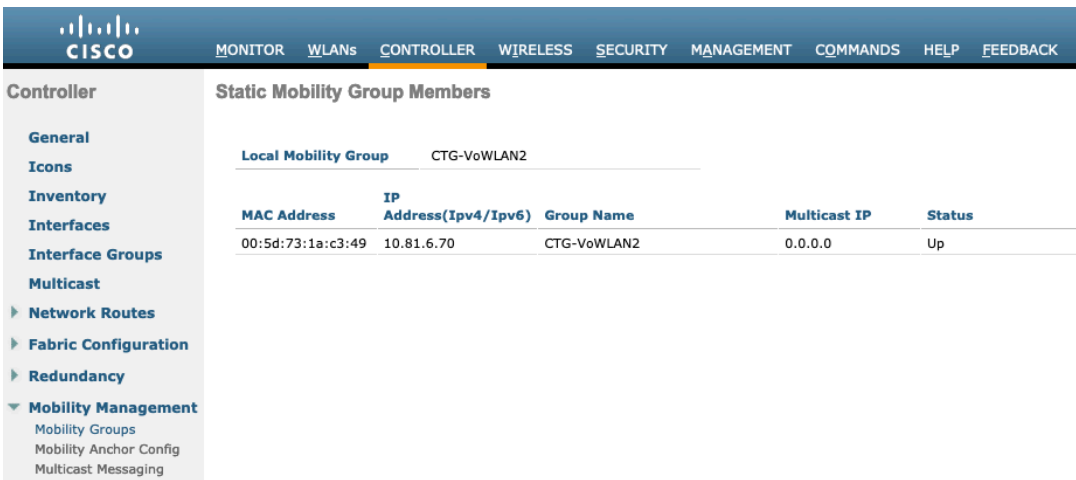 CISCO
MONITOR WLANs CONTROLLER WIRELESS SECURITY MANAGEMENT COMMANDS HELP FEEDBACK
Controller
General
Icons
Inventory
Interfaces
Interface Groups
Multicast
Network Routes
Fabric Configuration
Redundancy
Mobility Management
Mobility Groups
Mobility Anchor Config
Multicast Messaging
Static Mobility Group Members
Local Mobility Group CTG-VoWLAN2
MAC Address IP Address(Ipv4/Ipv6) Group Name Multicast IP Status
00:5d:73:1a:c3:49 10.81.6.70 CTG-VoWLAN2 0.0.0.0 Up